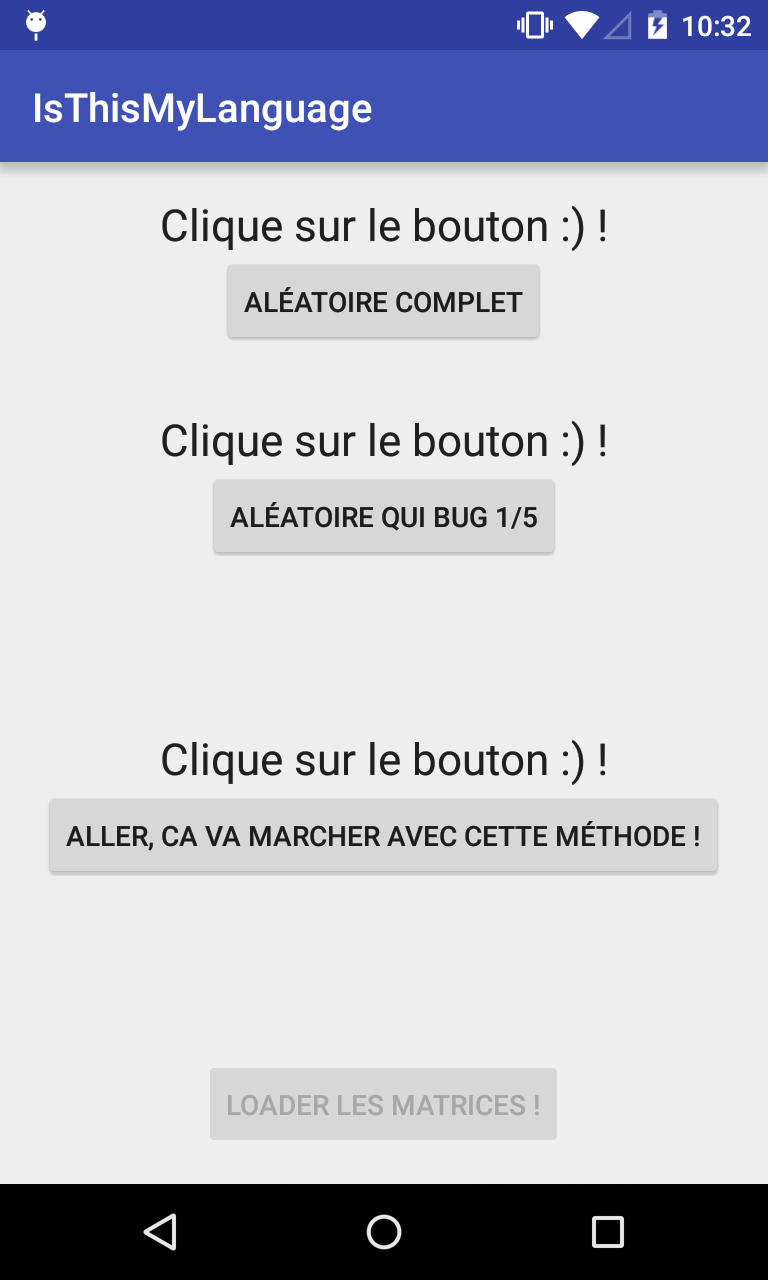 10:32
IsThisMyLanguage
Clique sur le bouton :) !
ALÉATOIRE COMPLET
Clique sur le bouton :) !
ALÉATOIRE QUI BUG 1/5
Clique sur le bouton :) !
ALLER, CA VA MARCHER AVEC CETTE MÉTHODE !
LOADER LES MATRICES !